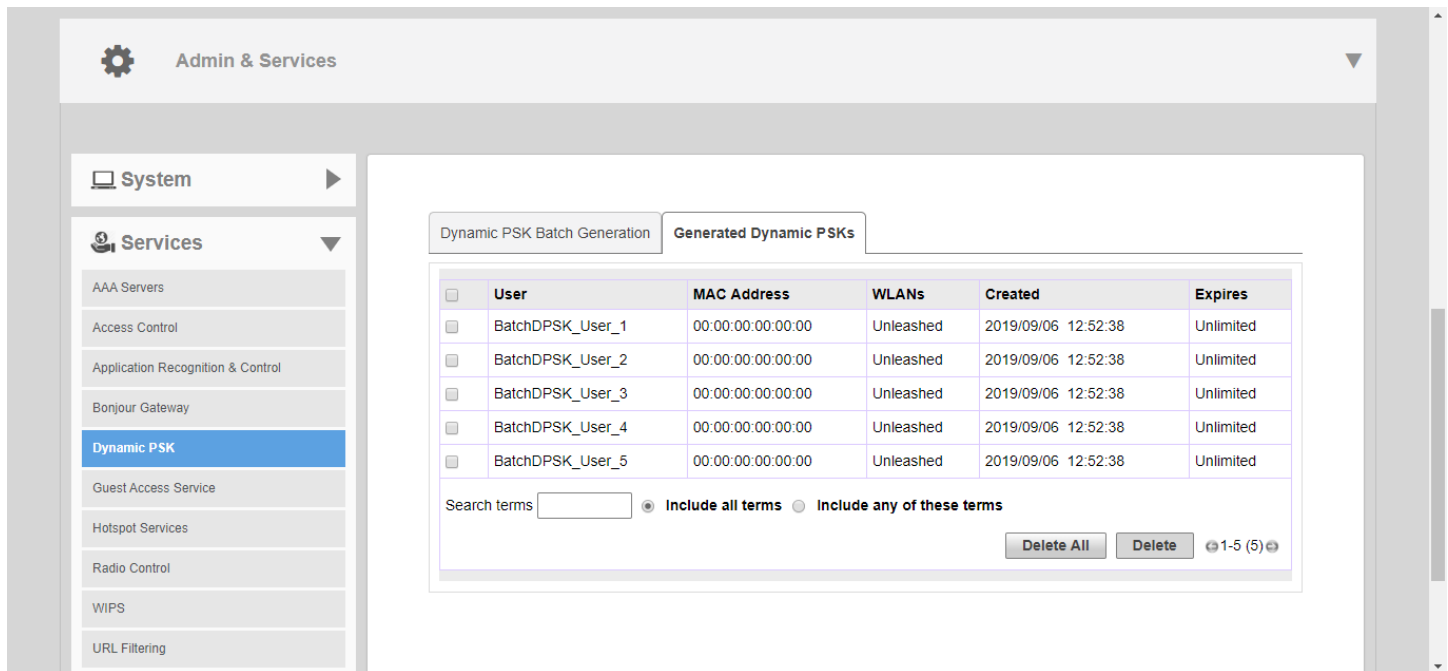 Admin & Services
System
Services
AAA Servers
Access Control
Application Recognition & Control
Bonjour Gateway
Dynamic PSK
Guest Access Service
Hotspot Services
Radio Control
WIPS
URL Filtering
Dynamic PSK Batch Generation Generated Dynamic PSKs
User MAC Address WLANs Created Expires
BatchDPSK_User_1 00:00:00:00:00:00 Unleashed 2019/09/06 12:52:38 Unlimited
BatchDPSK_User_2 00:00:00:00:00:00 Unleashed 2019/09/06 12:52:38 Unlimited
BatchDPSK_User_3 00:00:00:00:00:00 Unleashed 2019/09/06 12:52:38 Unlimited
BatchDPSK_User_4 00:00:00:00:00:00 Unleashed 2019/09/06 12:52:38 Unlimited
BatchDPSK_User_5 00:00:00:00:00:00 Unleashed 2019/09/06 12:52:38 Unlimited
Search terms Include all terms Include any of these terms
Delete All Delete 1-5 (5)